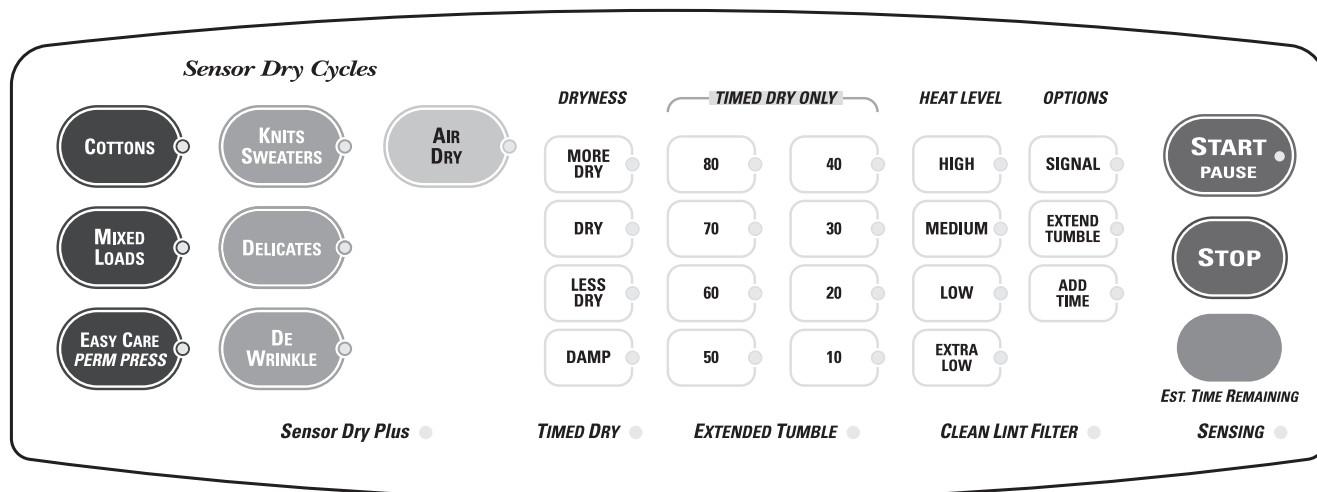 Sensor Dry Cycles
COTTONS
KNITS
SWEATERS
AIR
DRY
MIXED
LOADS
DELICATES
EASY CARE
PERM PRESS
DE
WRINKLE
DRYNESS
MORE
DRY
DRY
LESS
DRY
DAMP
TIMED DRY ONLY
80
40
70
30
60
20
50
10
HEAT LEVEL
HIGH
MEDIUM
LOW
EXTRA
LOW
OPTIONS
SIGNAL
EXTEND
TUMBLE
ADD
TIME
START
PAUSE
STOP
EST. TIME REMAINING
Sensor Dry Plus
TIMED DRY
EXTENDED TUMBLE
CLEAN LINT FILTER
SENSING